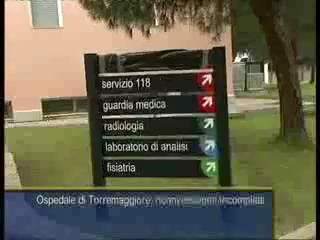 servizio 118
guardia medica
radiologia
laboratorio di analisi
fisiatria
Ospedale di Torremaggiore,